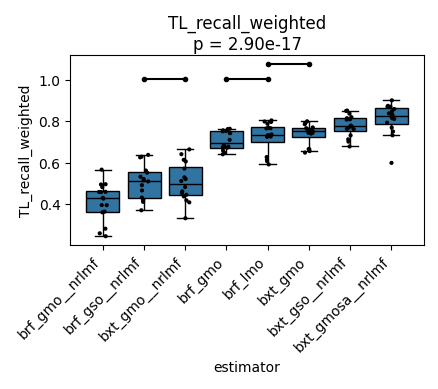 TL_recall_weighted
p = 2.90e-17
TL_recall_weighted
1.0
0.8
0.6
0.4
brf_gmo__nrlmf
brf_gso__nrlmf
bxt_gmo__nrlmf
brf_gmo
brf_lmo
bxt_gmo
bxt_gso__nrlmf
bxt_gmosa__nrlmf
estimator